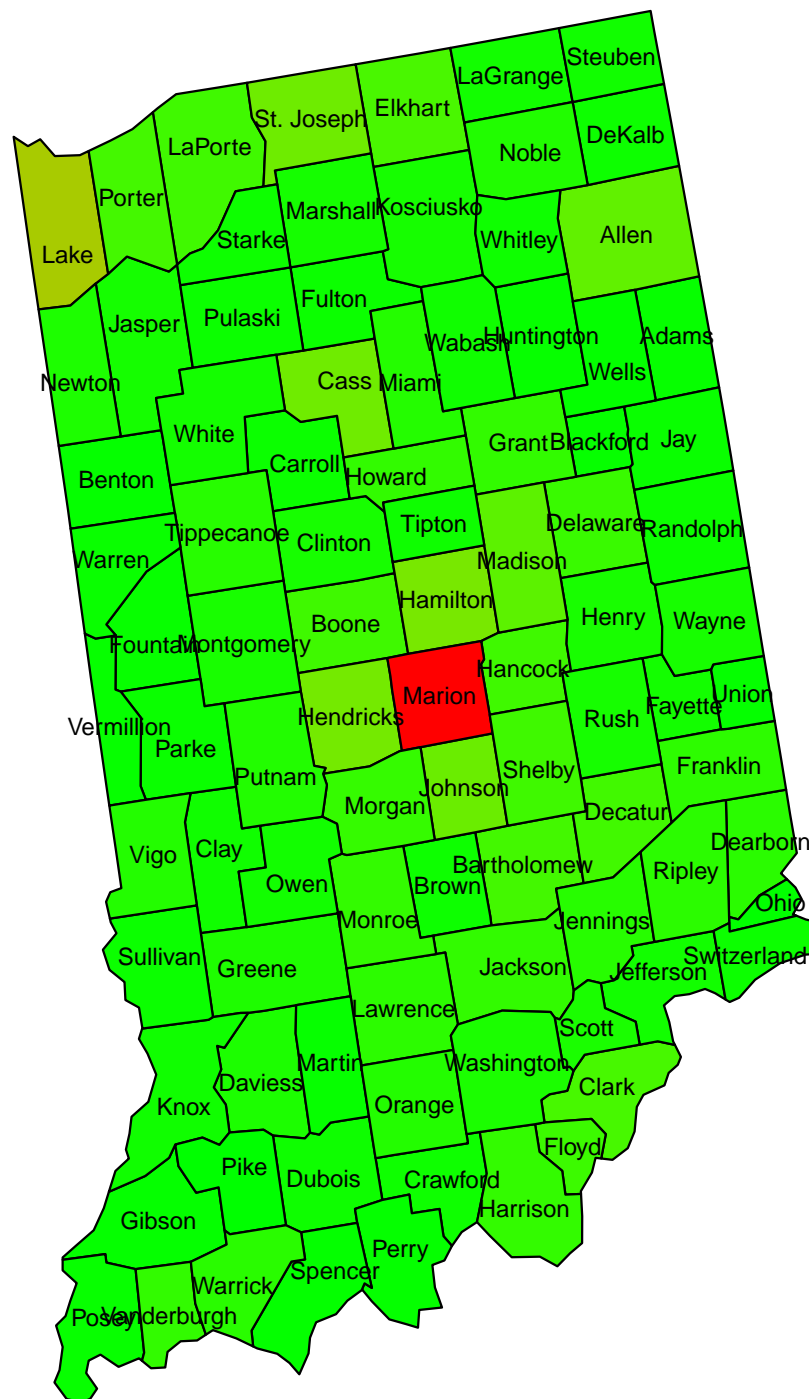 Steuben
LaGrange
Elkhart
St. Joseph
DeKalb
LaPorte
Noble
Porter
Kosciusko
Marshall
Allen
Starke
Whitley
Lake
Fulton
Pulaski
Jasper
Adams
Huntington
Wabash
Wells
Cass
Miami
Newton
White
Grant
Blackford
Jay
Carroll
Howard
Benton
Tipton
Delaware
Randolph
Tippecanoe
Clinton
Madison
Warren
Hamilton
Henry
Wayne
Boone
Fountain
Montgomery
Hancock
Marion
Union
Fayette
Hendricks
Rush
Vermillion
Parke
Shelby
Franklin
Putnam
Johnson
Morgan
Decatur
Dearborn
Clay
Vigo
Bartholomew
Ripley
Owen
Brown
Ohio
Monroe
Jennings
Sullivan
Switzerland
Greene
Jackson
Jefferson
Lawrence
Scott
Martin
Washington
Daviess
Clark
Knox
Orange
Floyd
Pike
Dubois
Crawford
Harrison
Gibson
Perry
Spencer
Warrick
Posey
Vanderburgh